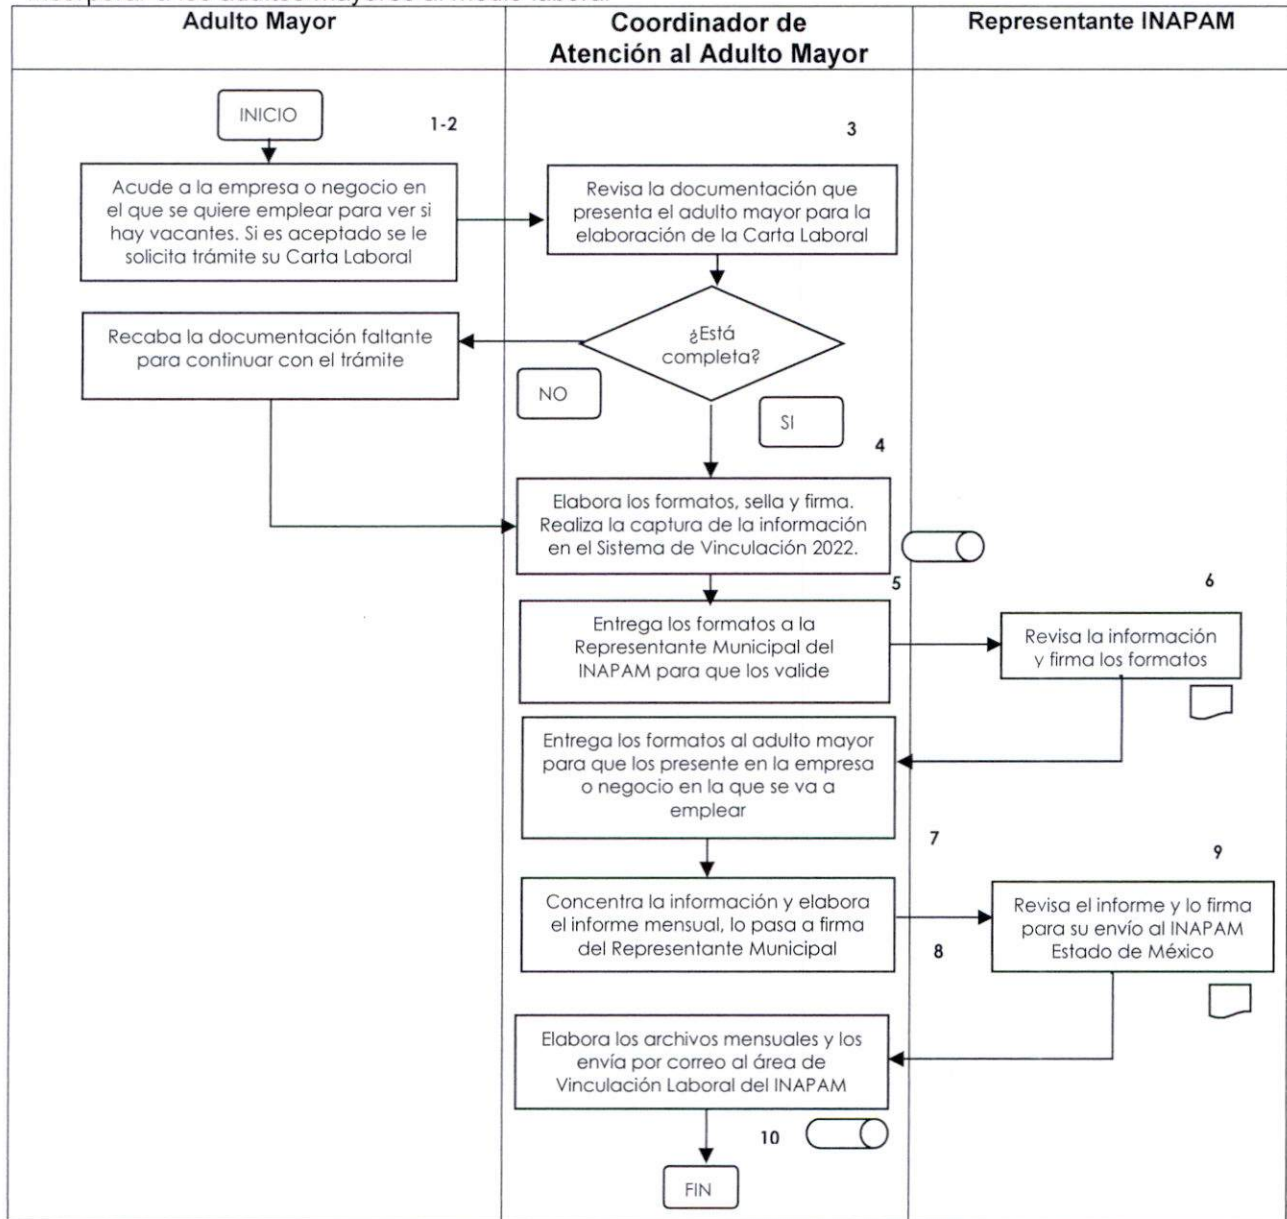 Incorporar a los adultos mayores al medio laboral
Adulto Mayor
Coordinador de
Atención al Adulto Mayor
Representante INAPAM
INICIO
1-2
3
Acude a la empresa o negocio en
el que se quiere emplear para ver si
hay vacantes. Si es aceptado se le
solicita trámite su Carta Laboral
Revisa la documentación que
presenta el adulto mayor para la
elaboración de la Carta Laboral
Recaba la documentación faltante
para continuar con el trámite
¿Está
completa?
NO
SI
4
Elabora los formatos, sella y firma.
Realiza la captura de la información
en el Sistema de Vinculación 2022.
5
6
Entrega los formatos a la
Representante Municipal del
INAPAM para que los valide
Revisa la información
y firma los formatos
Entrega los formatos al adulto mayor
para que los presente en la empresa
o negocio en la que se va a
emplear
7
9
Concentra la información y elabora
el informe mensual, lo pasa a firma
del Representante Municipal
8
Revisa el informe y lo firma
para su envío al INAPAM
Estado de México
Elabora los archivos mensuales y los
envía por correo al área de
Vinculación Laboral del INAPAM
10
FIN